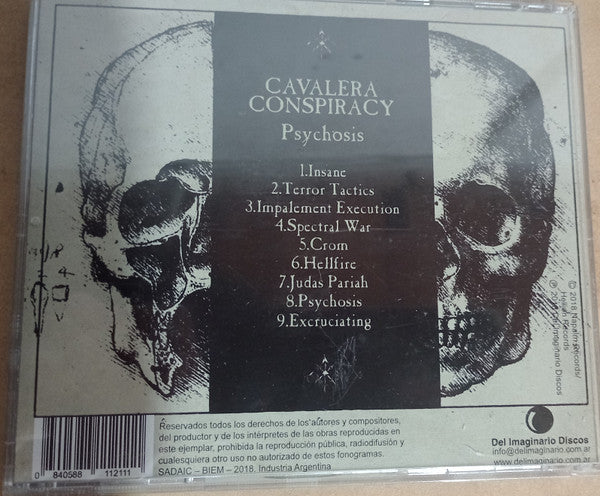 CAVALERA
CONSPIRACY
Psychosis
1.Insane
2.Terror Tactics
3.Impalement Execution
4.Spectral War
5.Crom
6.Hellfire
7.Judas Pariah
8.Psychosis
9.Excruciating
Records
Imaginario Discos
0 840588 112111
Reservados todos los derechos de los autores y compositores,
del productor y de los intérpretes de las obras reproducidas en
este ejemplar, prohibida la reproducción pública, radiodifusión y
cualesquiera otro uso no autorizado de estos fonogramas.
SADAIC – BIEM – 2018. Industria Argentina
Del Imaginario Discos
info@delimaginario.com.ar
www.delimaginario.com.ar